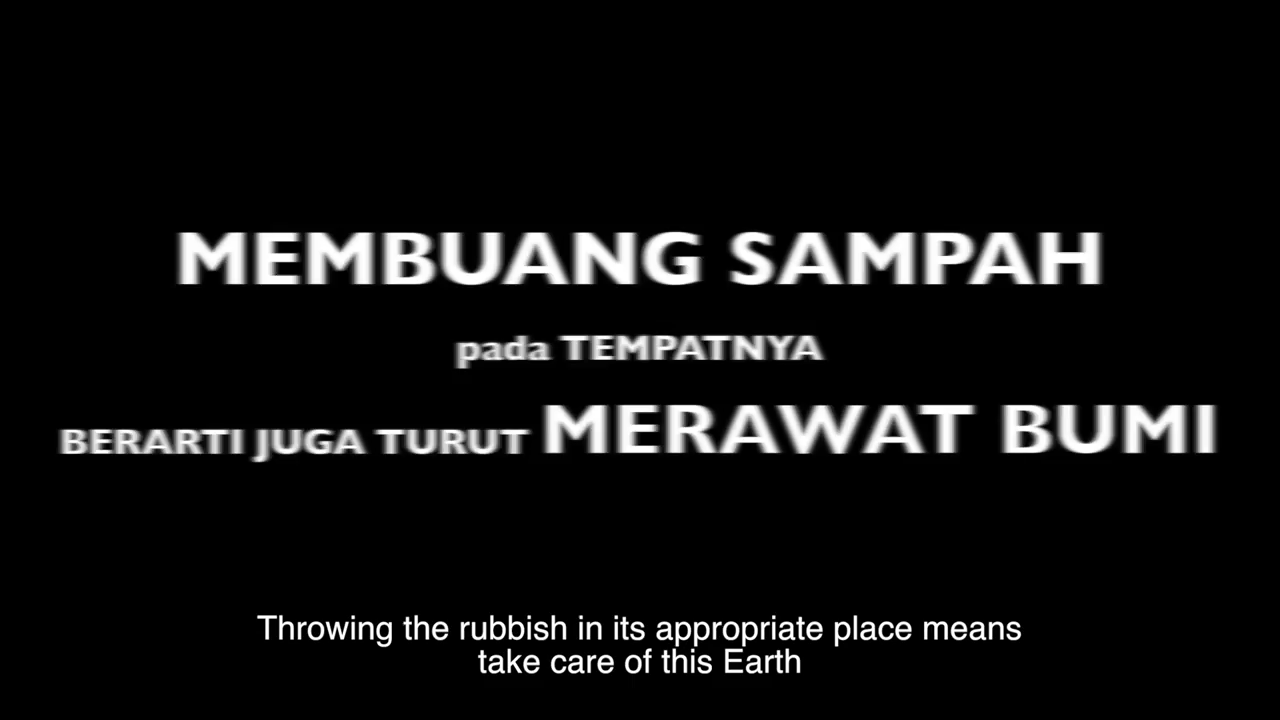 MEMBUANG SAMPAH
pada TEMPATNYA
BERARTI JUGA TURUT MERAWAT BUMI
Throwing the rubbish in its appropriate place means
take care of this Earth